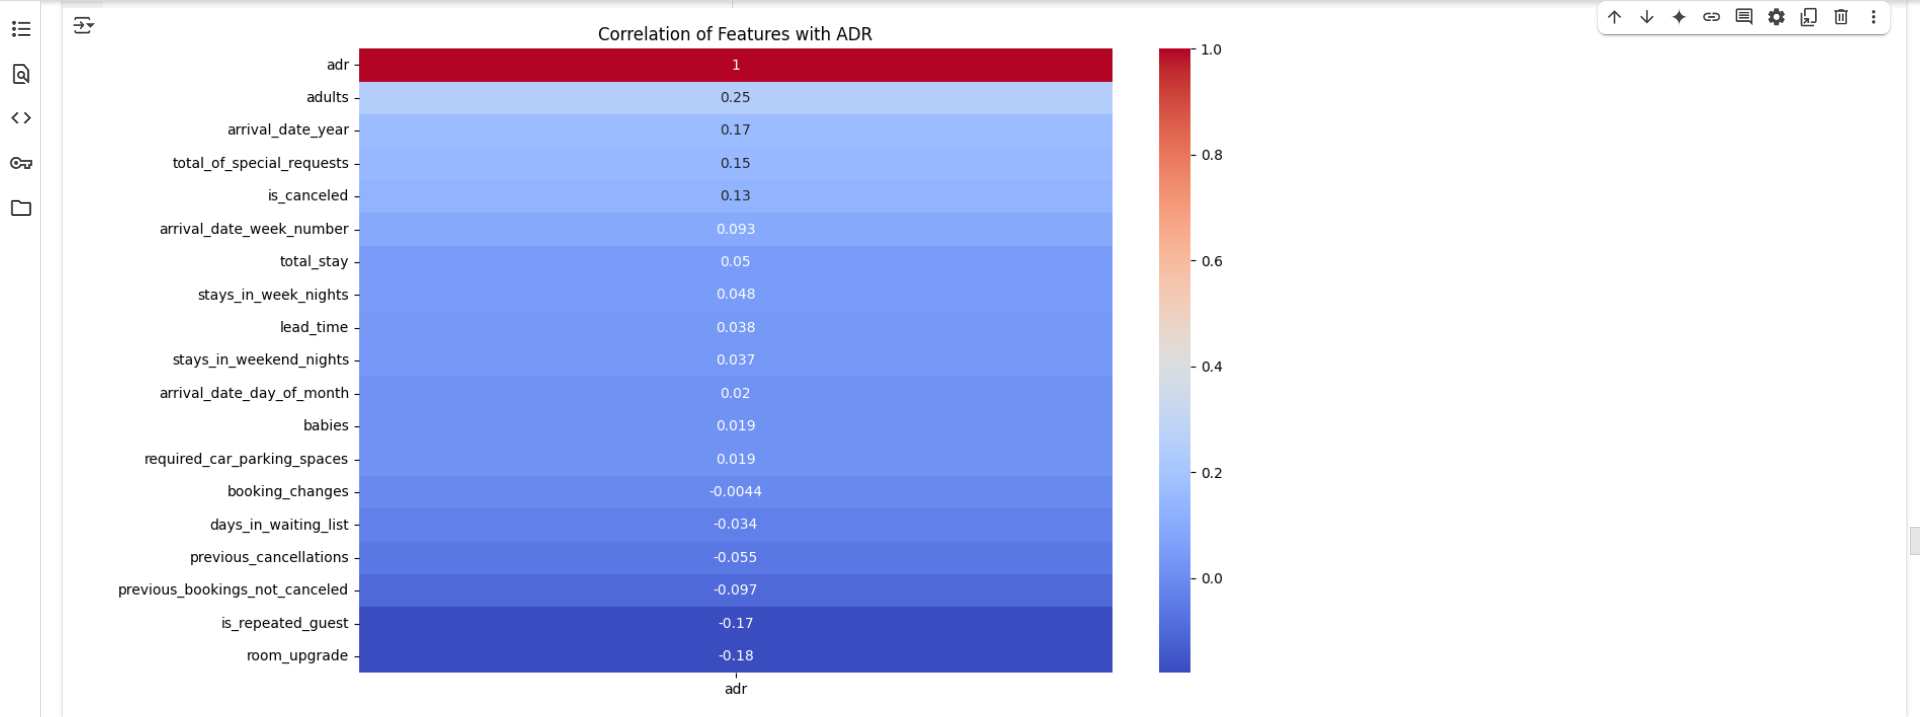 Correlation of Features with ADR
adr
1
adults
0.25
arrival_date_year
0.17
total_of_special_requests
0.15
is_canceled
0.13
arrival_date_week_number
0.093
total_stay
0.05
stays_in_week_nights
0.048
lead_time
0.038
stays_in_weekend_nights
0.037
arrival_date_day_of_month
0.02
babies
0.019
required_car_parking_spaces
0.019
booking_changes
-0.0044
days_in_waiting_list
-0.034
previous_cancellations
-0.055
previous_bookings_not_canceled
-0.097
is_repeated_guest
-0.17
room_upgrade
-0.18
adr
1.0
0.8
0.6
0.4
0.2
0.0